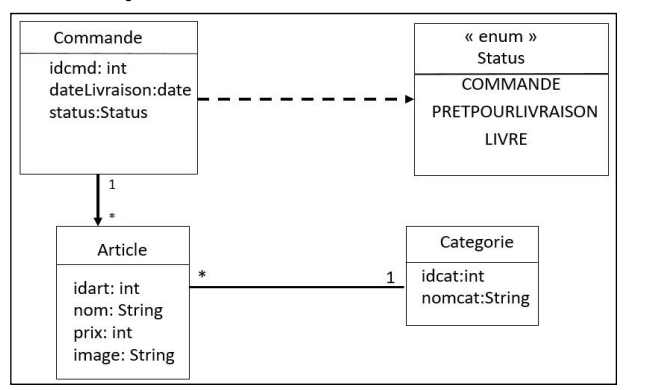 Commande
idcmd: int
dateLivraison:date
status:Status
« enum »
Status
COMMANDE
PRETPOURLIVRAISON
LIVRE
1
*
Article
idart: int
nom: String
prix: int
image: String
*
1
Categorie
idcat:int
nomcat:String